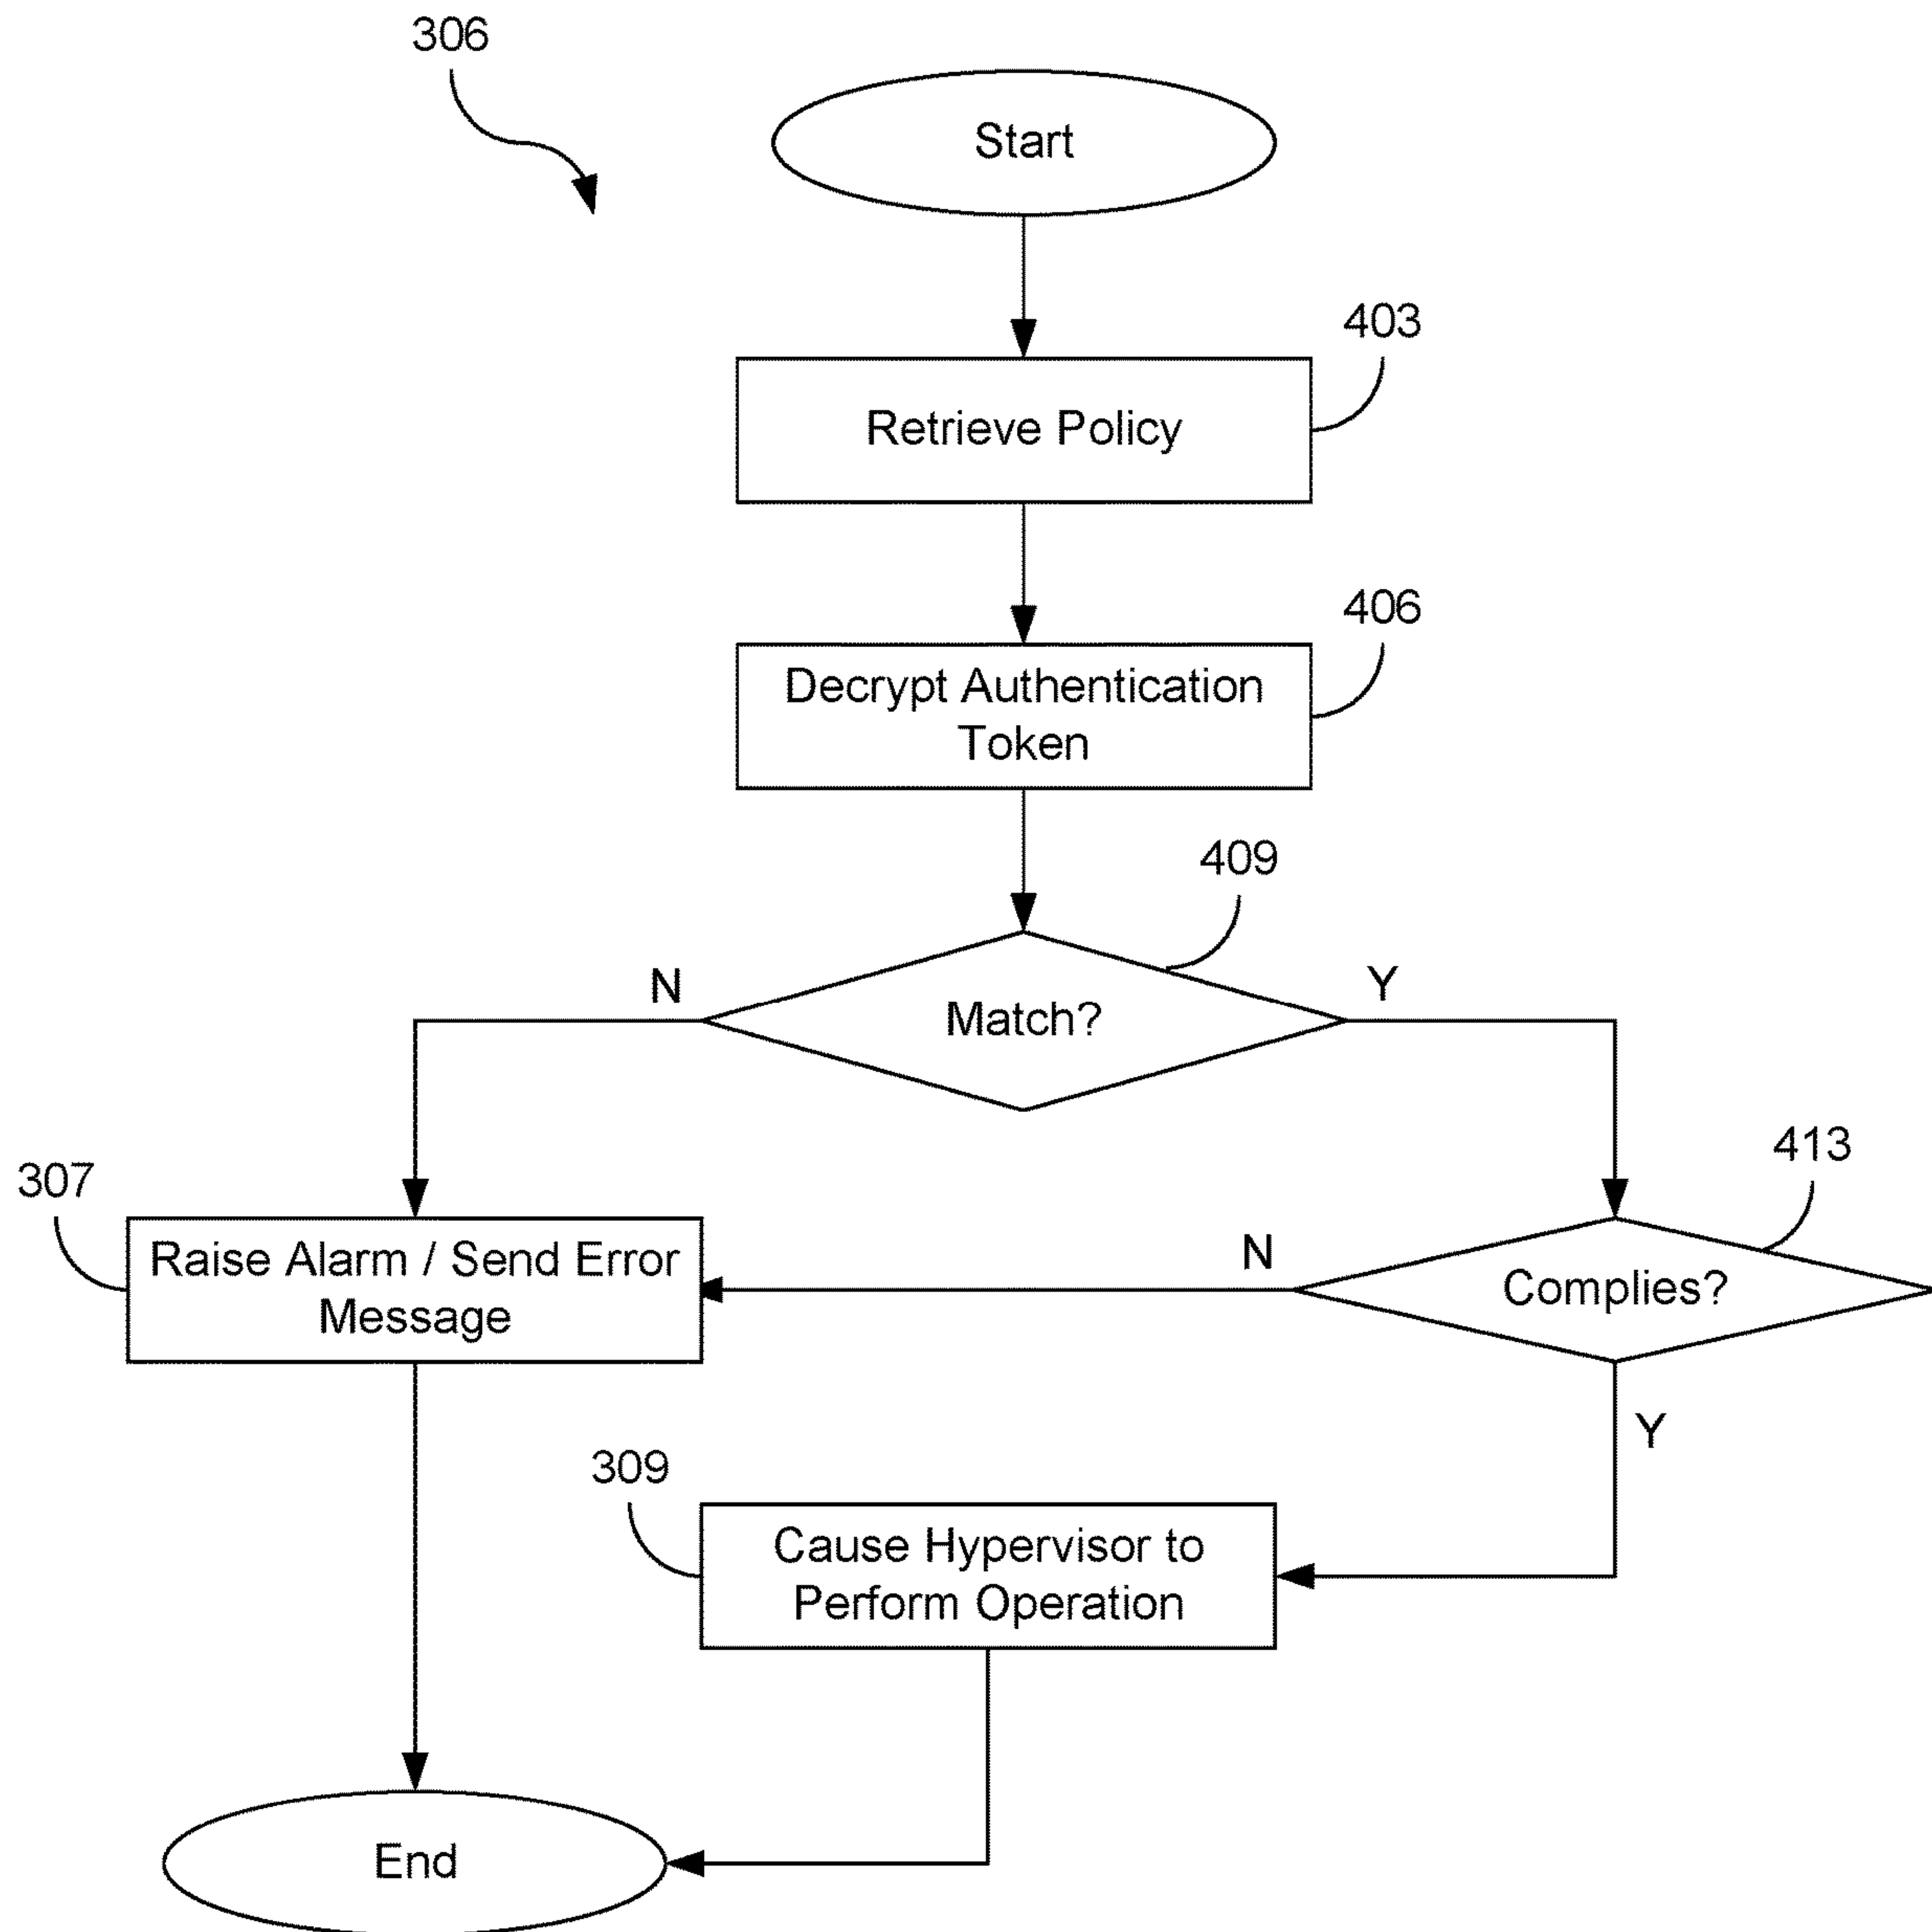 306
Start
403
Retrieve Policy
406
Decrypt Authentication
Token
409
N
Y
Match?
413
307
N
Raise Alarm / Send Error
Message
Complies?
Y
309
Cause Hypervisor to
Perform Operation
End